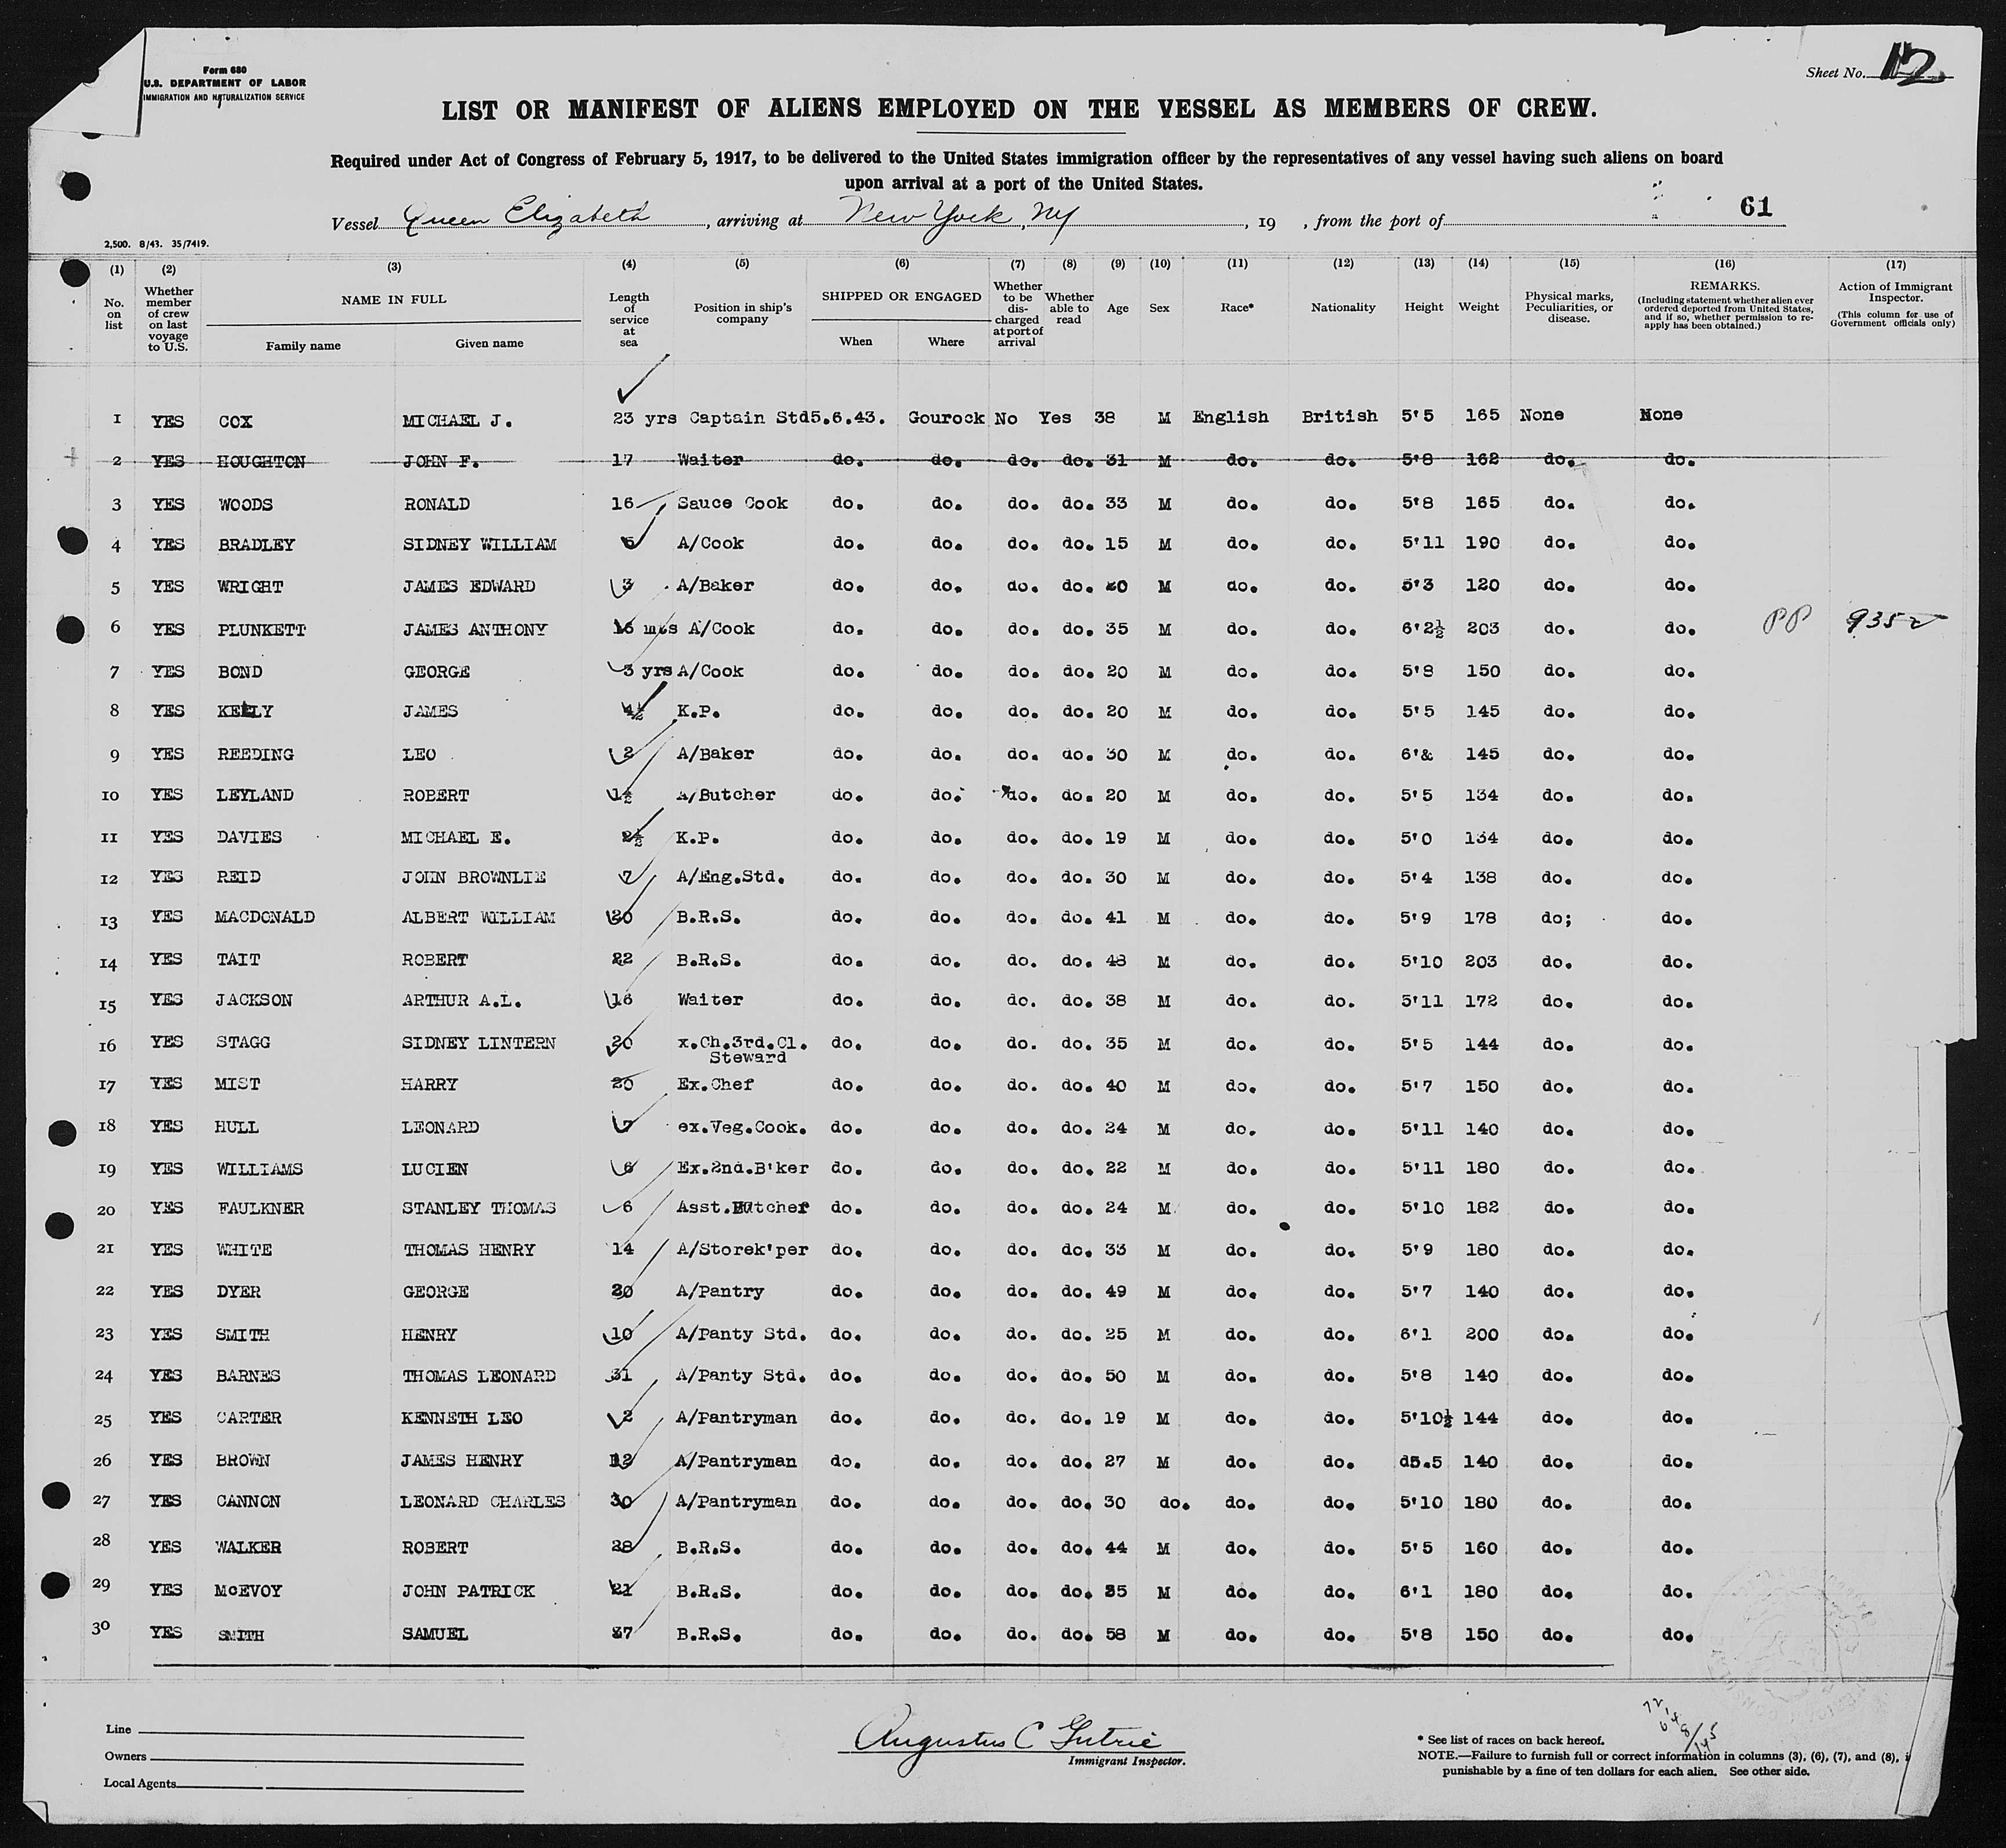 Form 680
U.S. DEPARTMENT OF LABOR
IMMIGRATION AND NATURALIZATION SERVICE
Sheet No. 12
LIST OR MANIFEST OF ALIENS EMPLOYED ON THE VESSEL AS MEMBERS OF CREW.
Required under Act of Congress of February 5, 1917, to be delivered to the United States immigration officer by the representatives of any vessel having such aliens on board
upon arrival at a port of the United States.
61
Vessel Queen Elizabeth, arriving at New York, NY, 19 , from the port of
2,500. 8/43. 35/7419.
(1) (2) (3) (4) (5) (6) (7) (8) (9) (10) (11) (12) (13) (14) (15) (16) (17)
No. on list
Whether member of crew on last voyage to U.S.
NAME IN FULL
Family name Given name
Length of service at sea
Position in ship's company
SHIPPED OR ENGAGED
When Where
Whether to be discharged at port of arrival
Whether able to read
Age Sex Race* Nationality Height Weight
Physical marks, Peculiarities, or disease.
REMARKS.
(Including statement whether alien ever ordered deported from United States, and if so, whether permission to reapply has been obtained.)
Action of Immigrant Inspector.
(This column for use of Government officials only)
1 YES COX MICHAEL J. 23 yrs Captain Std 5.6.43. Gourock No Yes 38 M English British 5'5 165 None None
2 YES HOUGHTON JOHN F. 17 Waiter do. do. do. do. 31 M do. do. 5'8 162 do. do.
3 YES WOODS RONALD 16 Sauce Cook do. do. do. do. 33 M do. do. 5'8 165 do. do.
4 YES BRADLEY SIDNEY WILLIAM 5 A/Cook do. do. do. do. 15 M do. do. 5'11 190 do. do.
5 YES WRIGHT JAMES EDWARD 3 A/Baker do. do. do. do. 20 M do. do. 5'3 120 do. do.
6 YES PLUNKETT JAMES ANTHONY 16 mts A/Cook do. do. do. do. 35 M do. do. 6'2½ 203 do. do. PP 935
7 YES BOND GEORGE 3 yrs A/Cook do. do. do. do. 20 M do. do. 5'8 150 do. do.
8 YES KELLY JAMES 4½ K.P. do. do. do. do. 20 M do. do. 5'5 145 do. do.
9 YES REEDING LEO 2 A/Baker do. do. do. do. 30 M do. do. 6'& 145 do. do.
10 YES LEYLAND ROBERT 1½ A/Butcher do. do. do. do. 20 M do. do. 5'5 134 do. do.
11 YES DAVIES MICHAEL E. 2½ K.P. do. do. do. do. 19 M do. do. 5'0 134 do. do.
12 YES REID JOHN BROWNLIE 7 A/Eng.Std. do. do. do. do. 30 M do. do. 5'4 138 do. do.
13 YES MACDONALD ALBERT WILLIAM 20 B.R.S. do. do. do. do. 41 M do. do. 5'9 178 do; do.
14 YES TAIT ROBERT 22 B.R.S. do. do. do. do. 48 M do. do. 5'10 203 do. do.
15 YES JACKSON ARTHUR A.L. 16 Waiter do. do. do. do. 38 M do. do. 5'11 172 do. do.
16 YES STAGG SIDNEY LINTERN 20 x.Ch.3rd.Cl. Steward do. do. do. do. 35 M do. do. 5'5 144 do. do.
17 YES MIST HARRY 20 Ex.Chef do. do. do. do. 40 M do. do. 5'7 150 do. do.
18 YES HULL LEONARD 7 ex.Veg.Cook. do. do. do. do. 24 M do. do. 5'11 140 do. do.
19 YES WILLIAMS LUCIEN 6 Ex.2nd.B'ker do. do. do. do. 22 M do. do. 5'11 180 do. do.
20 YES FAULKNER STANLEY THOMAS 6 Asst.Butcher do. do. do. do. 24 M do. do. 5'10 182 do. do.
21 YES WHITE THOMAS HENRY 14 A/Storek'per do. do. do. do. 33 M do. do. 5'9 180 do. do.
22 YES DYER GEORGE 20 A/Pantry do. do. do. do. 49 M do. do. 5'7 140 do. do.
23 YES SMITH HENRY 10 A/Panty Std. do. do. do. do. 25 M do. do. 6'1 200 do. do.
24 YES BARNES THOMAS LEONARD 31 A/Panty Std. do. do. do. do. 50 M do. do. 5'8 140 do. do.
25 YES CARTER KENNETH LEO 2 A/Pantryman do. do. do. do. 19 M do. do. 5'10½ 144 do. do.
26 YES BROWN JAMES HENRY 12 A/Pantryman do. do. do. do. 27 M do. do. d5.5 140 do. do.
27 YES CANNON LEONARD CHARLES 30 A/Pantryman do. do. do. do. 30 do. do. do. 5'10 180 do. do.
28 YES WALKER ROBERT 28 B.R.S. do. do. do. do. 44 M do. do. 5'5 160 do. do.
29 YES McEVOY JOHN PATRICK 21 B.R.S. do. do. do. do. 35 M do. do. 6'1 180 do. do.
30 YES SMITH SAMUEL 37 B.R.S. do. do. do. do. 58 M do. do. 5'8 150 do. do.
Line
Owners
Local Agents
Augustus C Gutrie
Immigrant Inspector.
* See list of races on back hereof.
NOTE.—Failure to furnish full or correct information in columns (3), (6), (7), and (8), i
punishable by a fine of ten dollars for each alien. See other side.